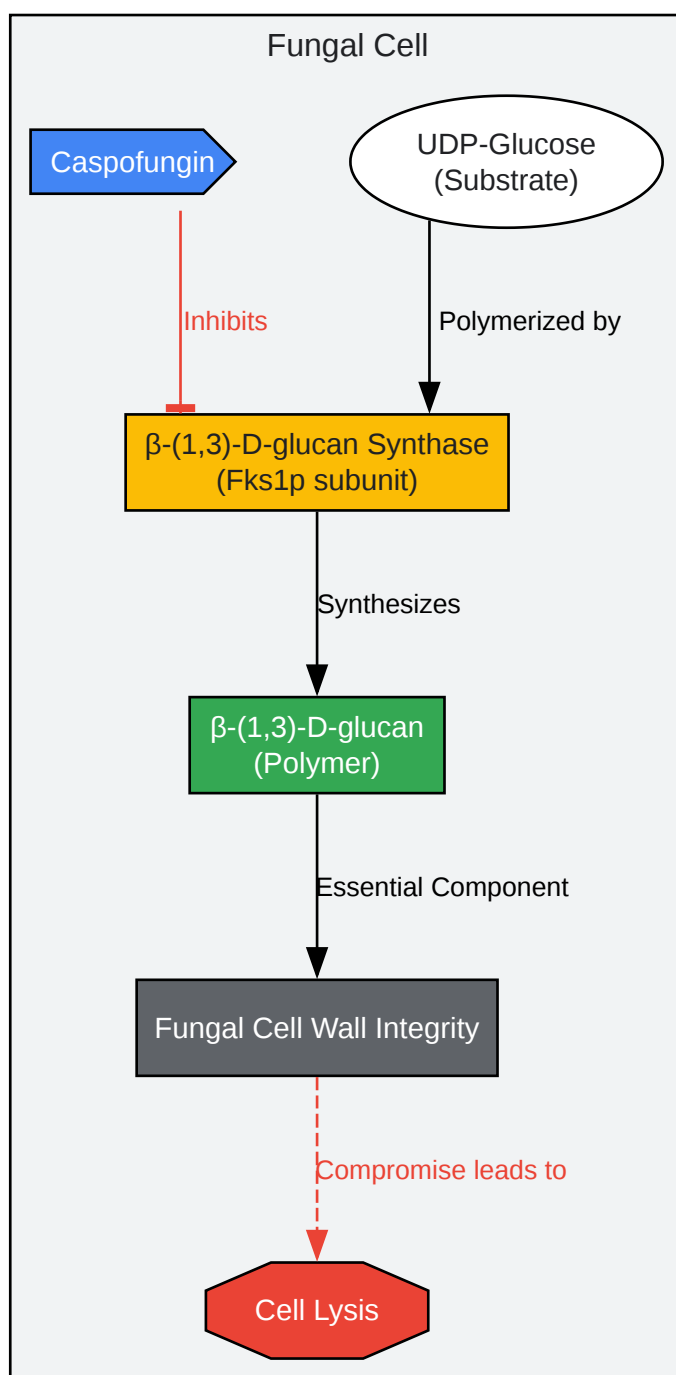 Fungal Cell
Caspofungin
UDP-Glucose
(Substrate)
Inhibits
Polymerized by
β-(1,3)-D-glucan Synthase
(Fks1p subunit)
Synthesizes
β-(1,3)-D-glucan
(Polymer)
Essential Component
Fungal Cell Wall Integrity
Compromise leads to
Cell Lysis